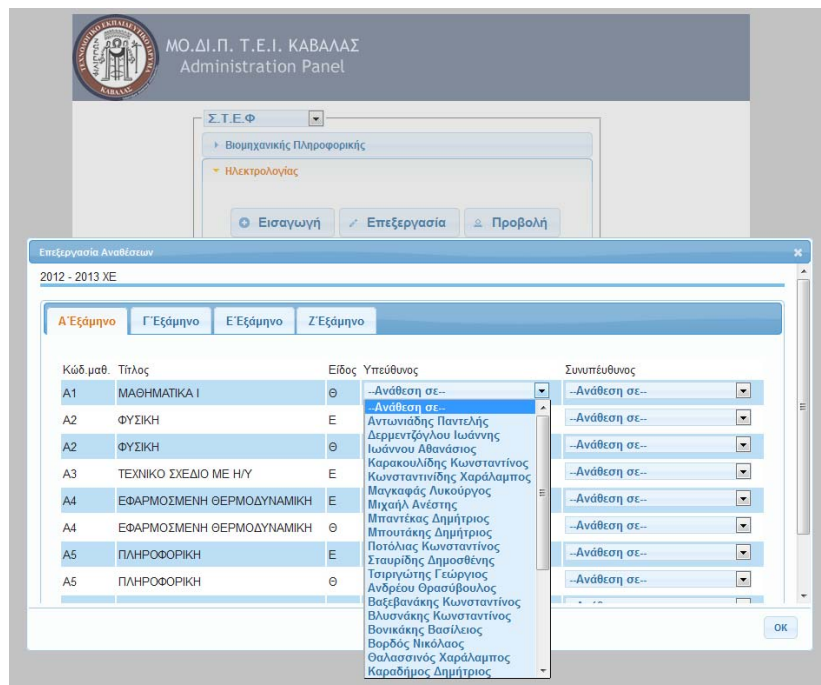 ΜΟ.ΔΙ.Π. Τ.Ε.Ι. ΚΑΒΑΛΑΣ
Administration Panel
Σ.Τ.Ε.Φ
Βιομηχανικής Πληροφορικής
Ηλεκτρολογίας
Εισαγωγή Επεξεργασία Προβολή
Επεξεργασία Αναθέσεων
2012 - 2013 ΧΕ
Α΄Εξάμηνο Γ΄Εξάμηνο Ε΄Εξάμηνο Ζ΄Εξάμηνο
Κώδ.μαθ. Τίτλος Είδος Υπεύθυνος Συνυπέυθυνος
Α1 ΜΑΘΗΜΑΤΙΚΑ Ι Θ --Ανάθεση σε-- --Ανάθεση σε--
Α2 ΦΥΣΙΚΗ Ε --Ανάθεση σε--
Α2 ΦΥΣΙΚΗ Θ --Ανάθεση σε--
Α3 ΤΕΧΝΙΚΟ ΣΧΕΔΙΟ ΜΕ Η/Υ Ε --Ανάθεση σε--
Α4 ΕΦΑΡΜΟΣΜΕΝΗ ΘΕΡΜΟΔΥΝΑΜΙΚΗ Ε --Ανάθεση σε--
Α4 ΕΦΑΡΜΟΣΜΕΝΗ ΘΕΡΜΟΔΥΝΑΜΙΚΗ Θ --Ανάθεση σε--
Α5 ΠΛΗΡΟΦΟΡΙΚΗ Ε --Ανάθεση σε--
Α5 ΠΛΗΡΟΦΟΡΙΚΗ Θ --Ανάθεση σε--
--Ανάθεση σε--
Αντωνιάδης Παντελής
Δερμεντζόγλου Ιωάννης
Ιωάννου Αθανάσιος
Καρακουλίδης Κωνσταντίνος
Κωνσταντινίδης Χαράλαμπος
Μαγκαφάς Λυκούργος
Μιχαήλ Ανέστης
Μπαντέκας Δημήτριος
Μπουτάκης Δημήτριος
Ποτόλιας Κωνσταντίνος
Σταυρίδης Δημοσθένης
Τσιριγώτης Γεώργιος
Ανδρέου Θρασύβουλος
Βαξεβανάκης Κωνσταντίνος
Βλυσνάκης Κωνσταντίνος
Βονικάκης Βασίλειος
Βορδός Νικόλαος
Θαλασσινός Χαράλαμπος
Καραδήμος Δημήτριος
ΟΚ